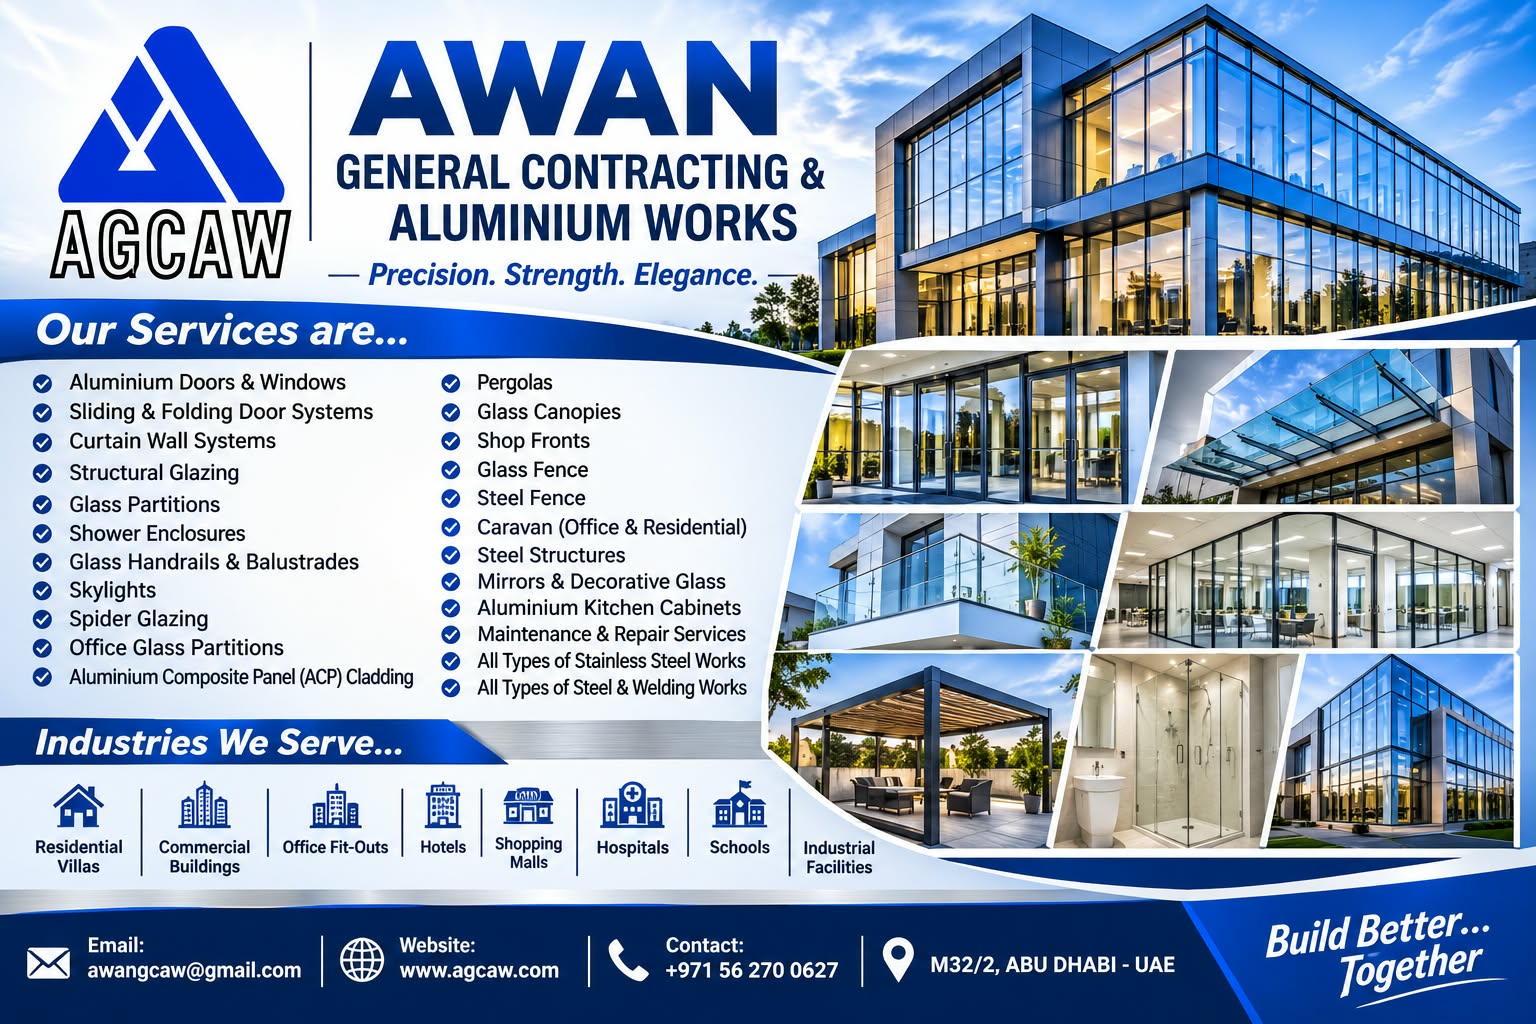 AGCAW
AWAN
GENERAL CONTRACTING &
ALUMINIUM WORKS
Precision. Strength. Elegance.
Our Services are...
Aluminium Doors & Windows
Sliding & Folding Door Systems
Curtain Wall Systems
Structural Glazing
Glass Partitions
Shower Enclosures
Glass Handrails & Balustrades
Skylights
Spider Glazing
Office Glass Partitions
Aluminium Composite Panel (ACP) Cladding
Pergolas
Glass Canopies
Shop Fronts
Glass Fence
Steel Fence
Caravan (Office & Residential)
Steel Structures
Mirrors & Decorative Glass
Aluminium Kitchen Cabinets
Maintenance & Repair Services
All Types of Stainless Steel Works
All Types of Steel & Welding Works
Industries We Serve...
Residential
Villas
Commercial
Buildings
Office Fit-Outs
Hotels
Shopping
Malls
Hospitals
Schools
Industrial
Facilities
Email:
awangcaw@gmail.com
Website:
www.agcaw.com
Contact:
+971 56 270 0627
M32/2, ABU DHABI - UAE
Build Better...
Together